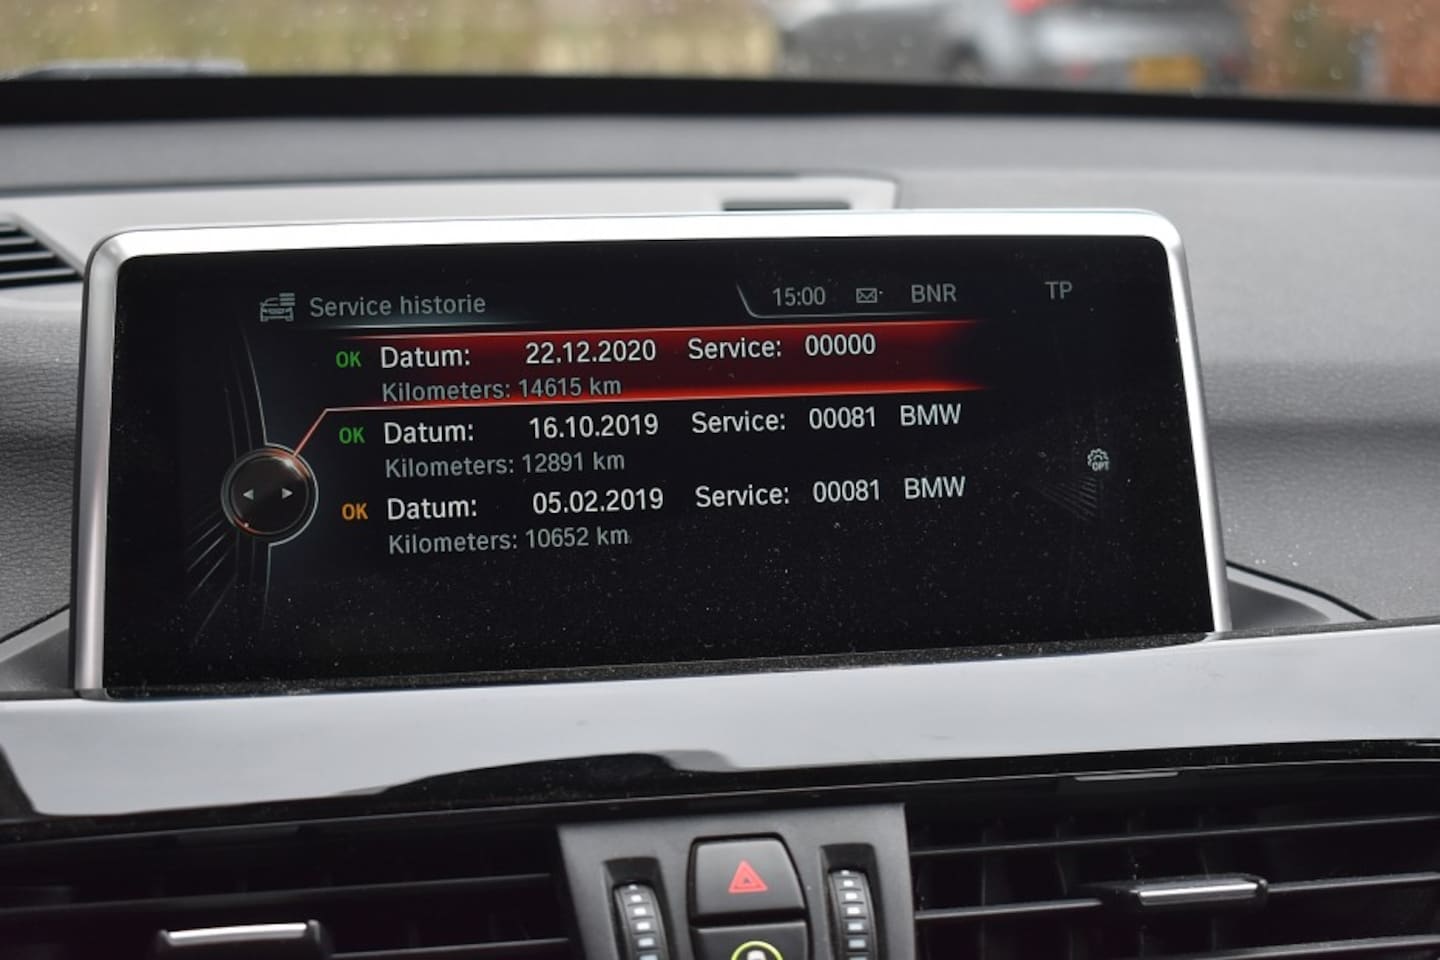 Service historie 15:00 BNR TP
OK Datum: 22.12.2020 Service: 00000
Kilometers: 14615 km
OK Datum: 16.10.2019 Service: 00081 BMW
Kilometers: 12891 km
OPT
OK Datum: 05.02.2019 Service: 00081 BMW
Kilometers: 10652 km